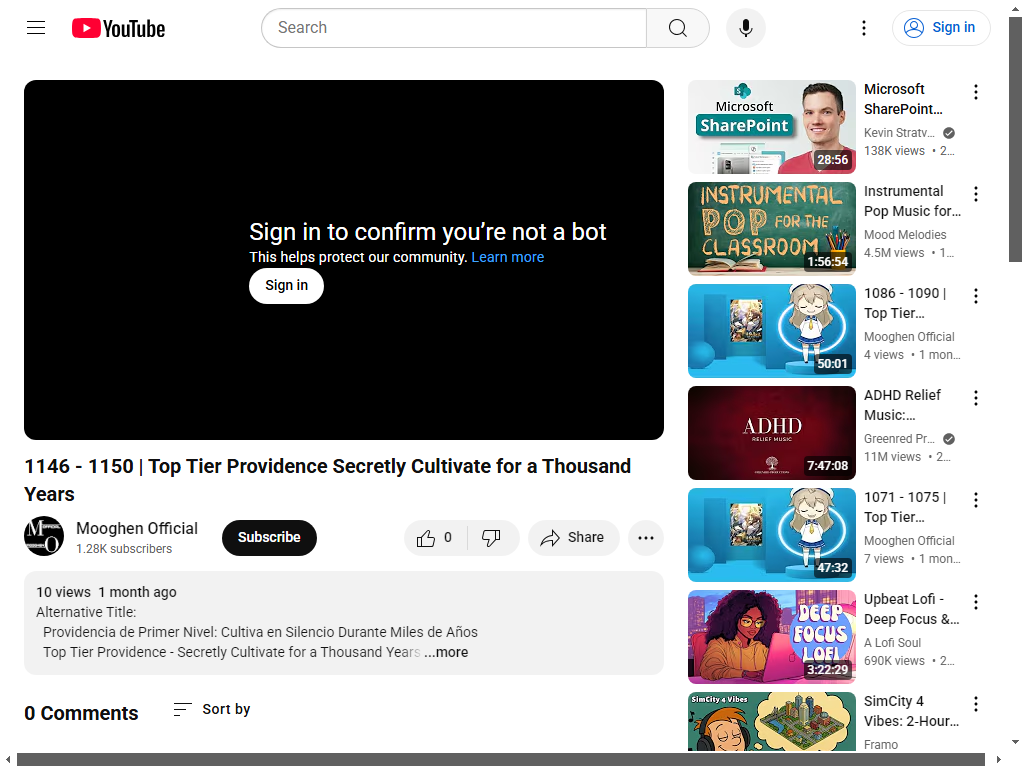 YouTube
Search
Sign in
Sign in to confirm you’re not a bot
This helps protect our community. Learn more
Sign in
1146 - 1150 | Top Tier Providence Secretly Cultivate for a Thousand
Years
Mooghen Official
1.28K subscribers
Subscribe
0
Share
10 views 1 month ago
Alternative Title:
Providencia de Primer Nivel: Cultiva en Silencio Durante Miles de Años
Top Tier Providence - Secretly Cultivate for a Thousand Years ...more
0 Comments
Sort by
Microsoft
SharePoint
28:56
Microsoft
SharePoint...
Kevin Stratv...
138K views • 2...
INSTRUMENTAL
POP FOR THE
CLASSROOM
1:56:54
Instrumental
Pop Music for...
Mood Melodies
4.5M views • 1...
50:01
1086 - 1090 |
Top Tier...
Mooghen Official
4 views • 1 mon...
ADHD
RELIEF MUSIC
7:47:08
ADHD Relief
Music:...
Greenred Pr...
11M views • 2...
47:32
1071 - 1075 |
Top Tier...
Mooghen Official
7 views • 1 mon...
DEEP
FOCUS
LOFI
3:22:29
Upbeat Lofi -
Deep Focus &...
A Lofi Soul
690K views • 2...
SimCity 4 Vibes
SimCity 4
Vibes: 2-Hour...
Framo